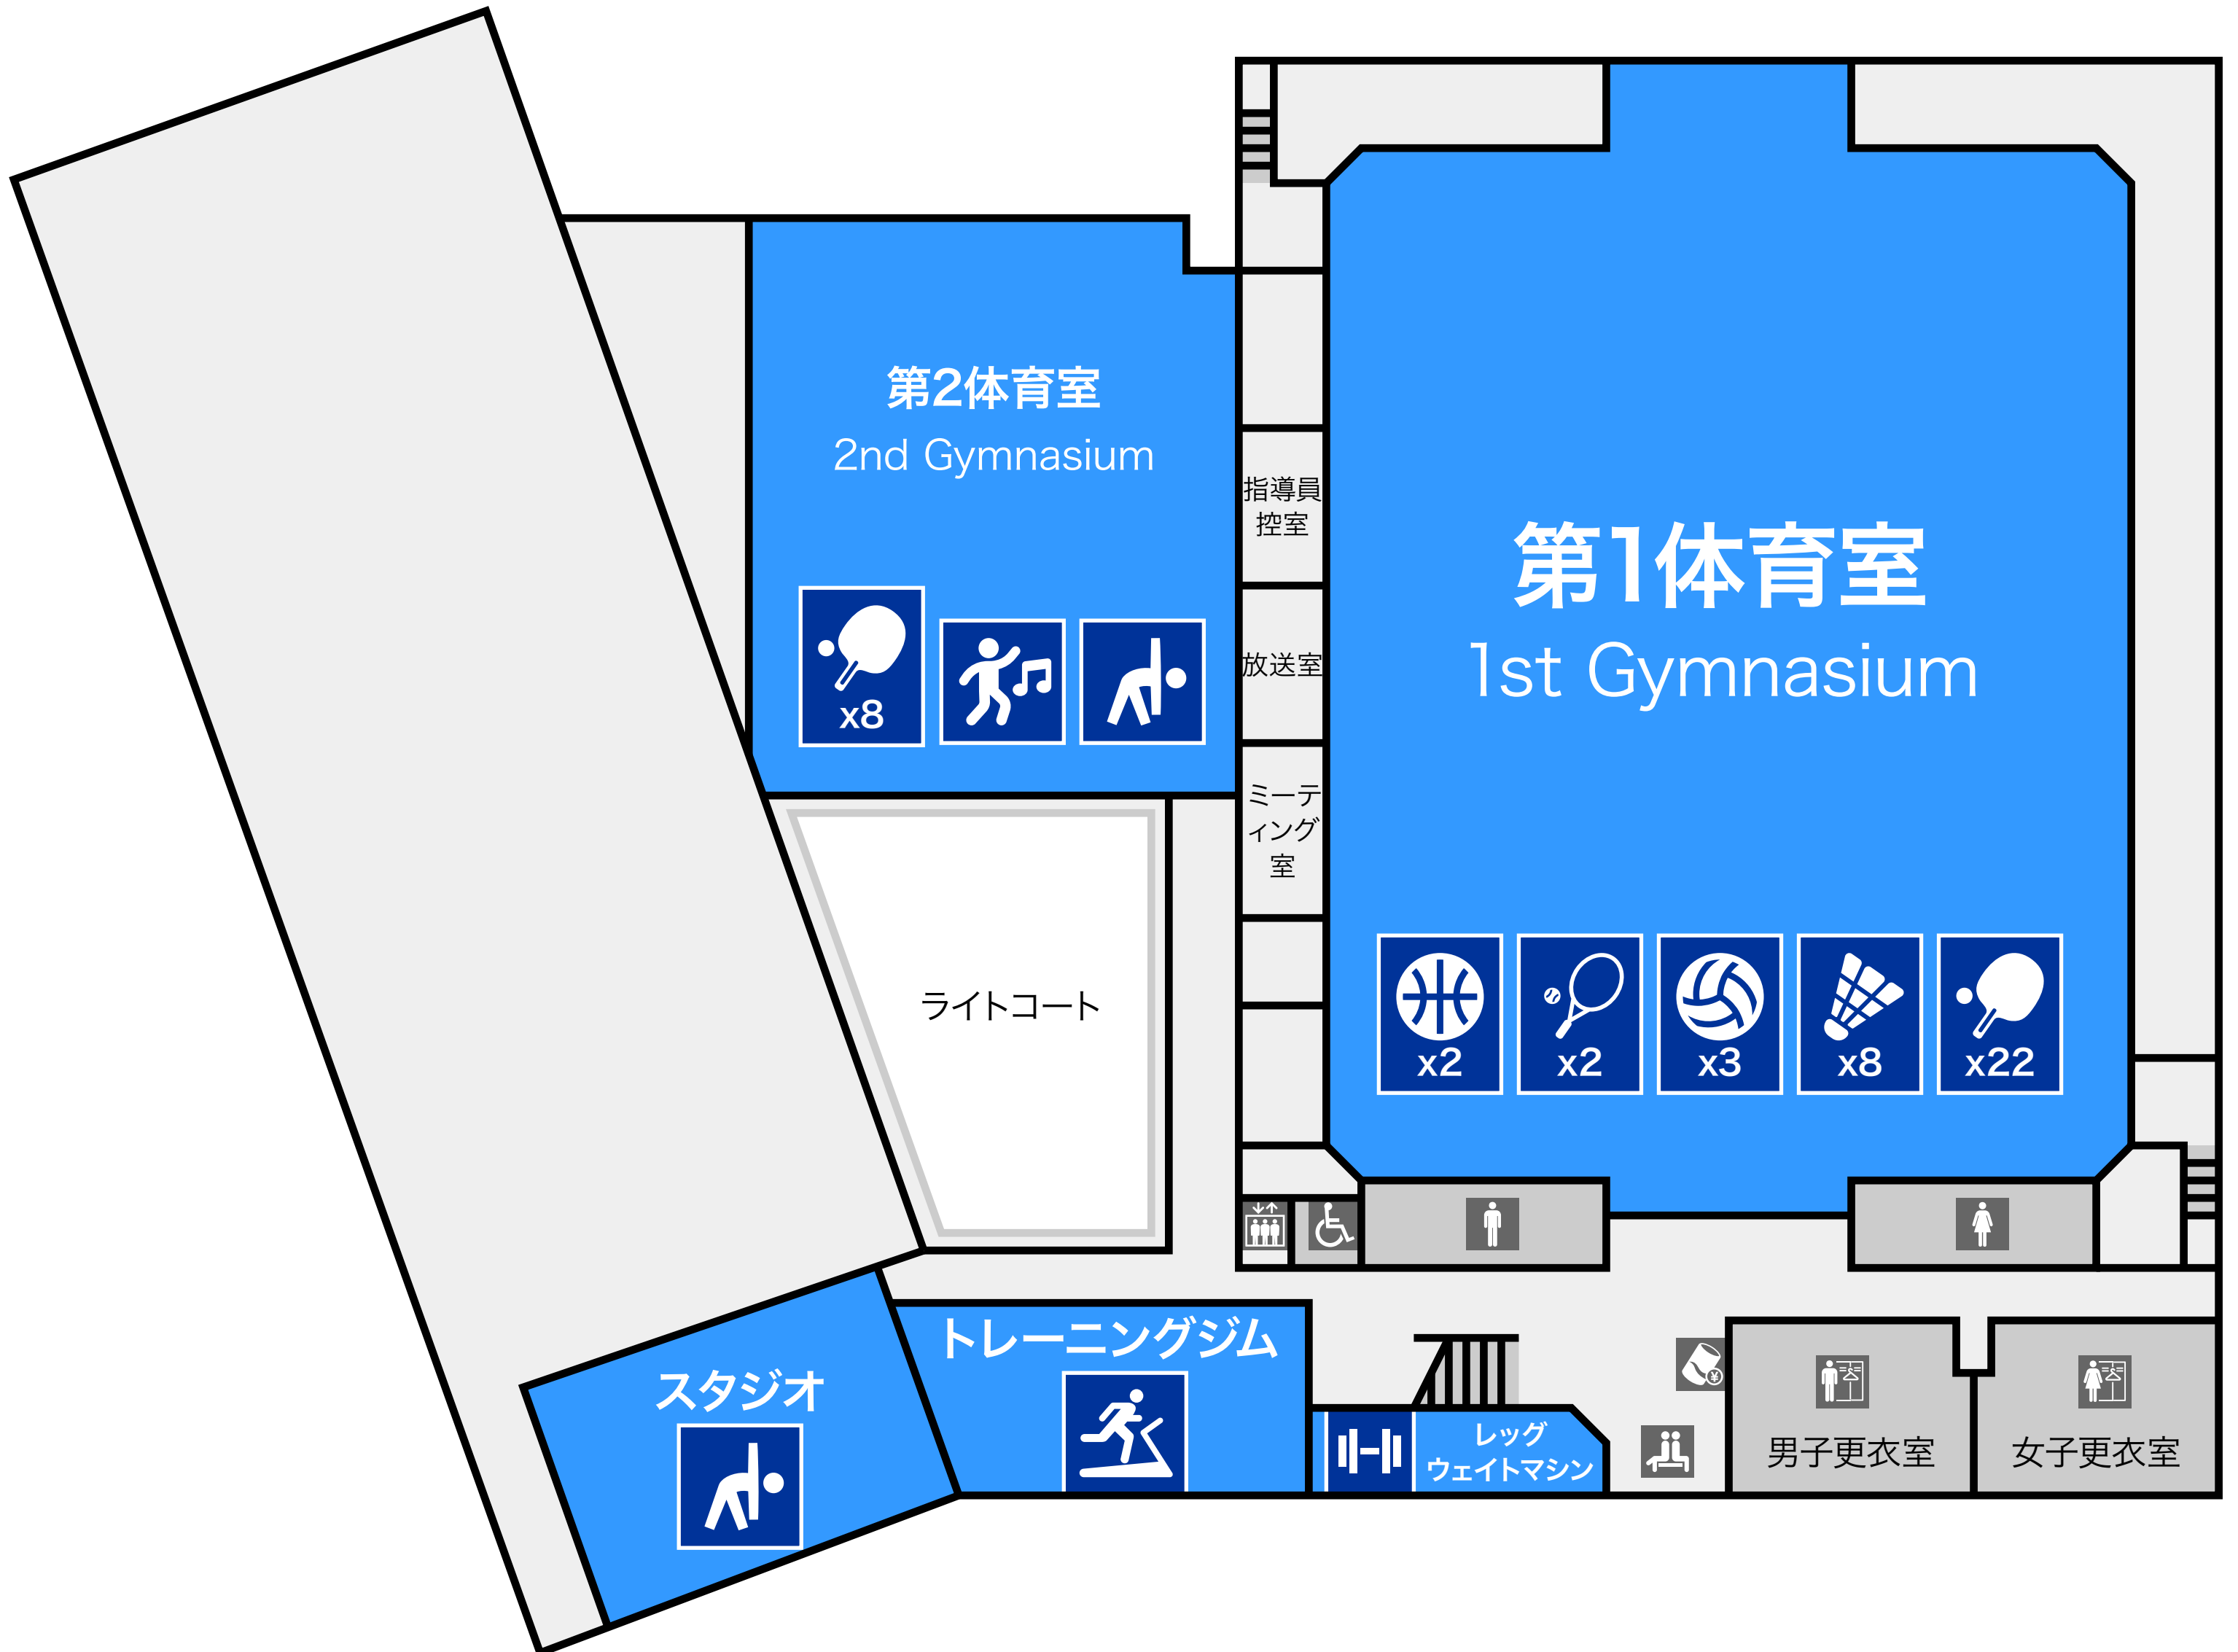 第2体育室
2nd Gymnasium
x8
指導員
控室
放送室
ミーテ
ィング
室
第1体育室
1st Gymnasium
x2
x2
x3
x8
x22
ライトコート
スタジオ
トレーニングジム
レッグ
ウェイトマシン
¥
男子更衣室
女子更衣室